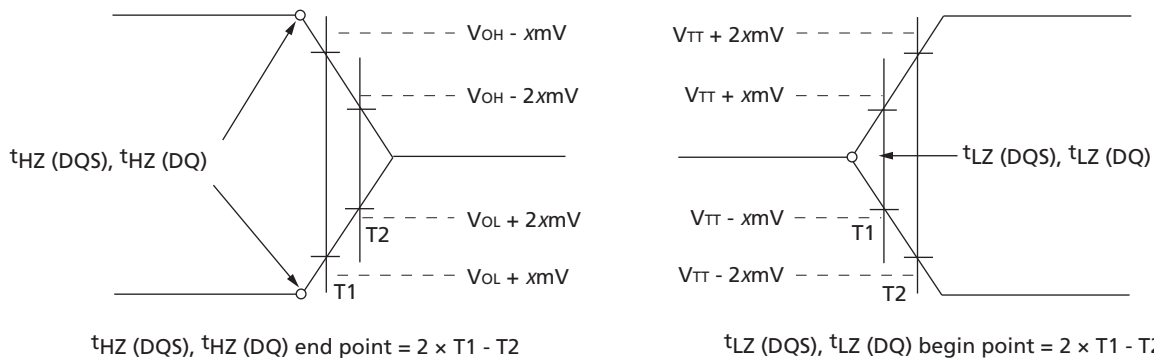 VOH - xmV
VOH - 2xmV
tHZ (DQS), tHZ (DQ)
VOL + 2xmV
T2
VOL + xmV
T1
tHZ (DQS), tHZ (DQ) end point = 2 × T1 - T2
VTT + 2xmV
VTT + xmV
tLZ (DQS), tLZ (DQ)
VTT - xmV
T1
VTT - 2xmV
T2
tLZ (DQS), tLZ (DQ) begin point = 2 × T1 - T2